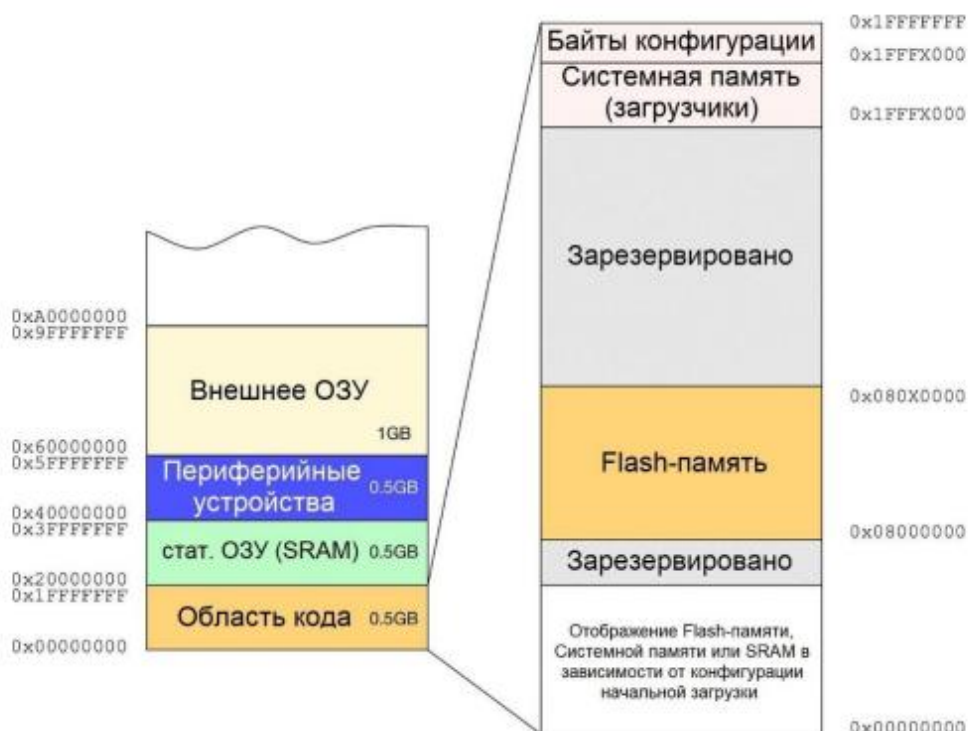 0xA0000000
0x9FFFFFFF
Внешнее ОЗУ
1GB
0x60000000
0x5FFFFFFF
Периферийные
устройства
0.5GB
0x40000000
0x3FFFFFFF
стат. ОЗУ (SRAM) 0.5GB
0x20000000
0x1FFFFFFF
Область кода 0.5GB
0x00000000
0x1FFFFFFF
Байты конфигурации
0x1FFFX000
Системная память
(загрузчики)
0x1FFFX000
Зарезервировано
0x080X0000
Flash-память
0x08000000
Зарезервировано
Отображение Flash-памяти,
Системной памяти или SRAM в
зависимости от конфигурации
начальной загрузки
0x00000000